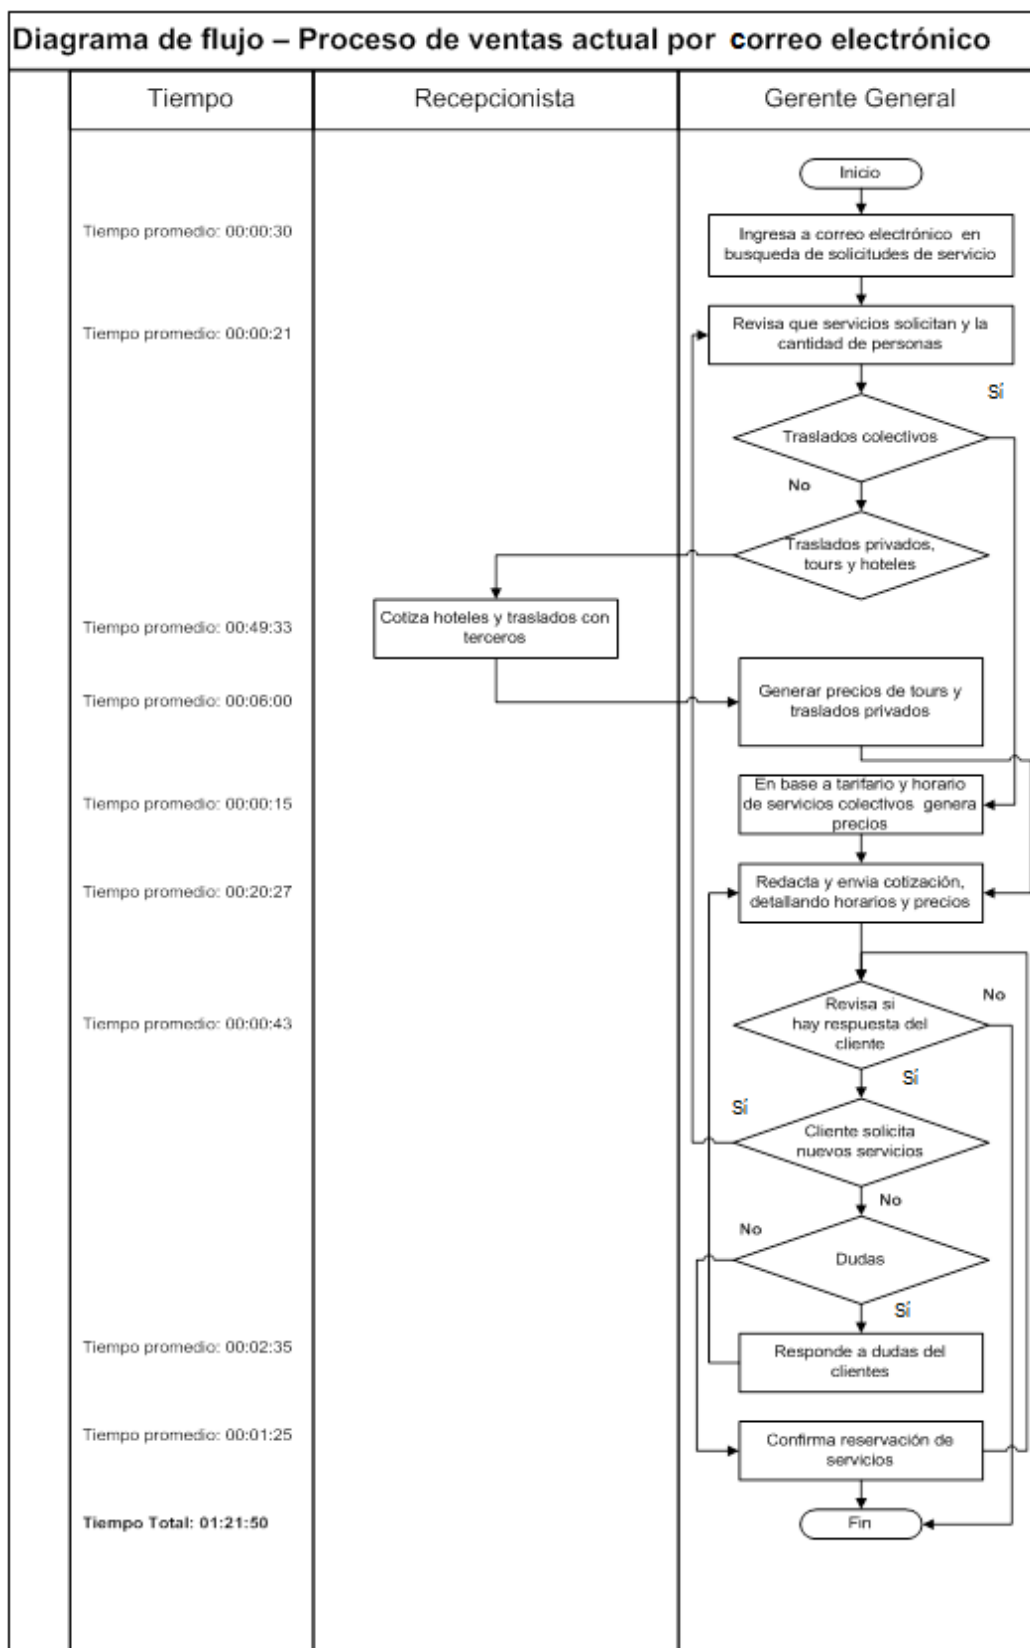 Diagrama de flujo – Proceso de ventas actual por correo electrónico
Tiempo
Recepcionista
Gerente General
Inicio
Tiempo promedio: 00:00:30
Ingresa a correo electrónico en
busqueda de solicitudes de servicio
Tiempo promedio: 00:00:21
Revisa que servicios solicitan y la
cantidad de personas
Sí
Traslados colectivos
No
Traslados privados,
tours y hoteles
Tiempo promedio: 00:49:33
Cotiza hoteles y traslados con
terceros
Tiempo promedio: 00:06:00
Generar precios de tours y
traslados privados
Tiempo promedio: 00:00:15
En base a tarifario y horario
de servicios colectivos genera
precios
Tiempo promedio: 00:20:27
Redacta y envia cotización,
detallando horarios y precios
No
Tiempo promedio: 00:00:43
Revisa si
hay respuesta del
cliente
Sí
Sí
Cliente solicita
nuevos servicios
No
No
Dudas
Sí
Tiempo promedio: 00:02:35
Responde a dudas del
clientes
Tiempo promedio: 00:01:25
Confirma reservación de
servicios
Tiempo Total: 01:21:50
Fin